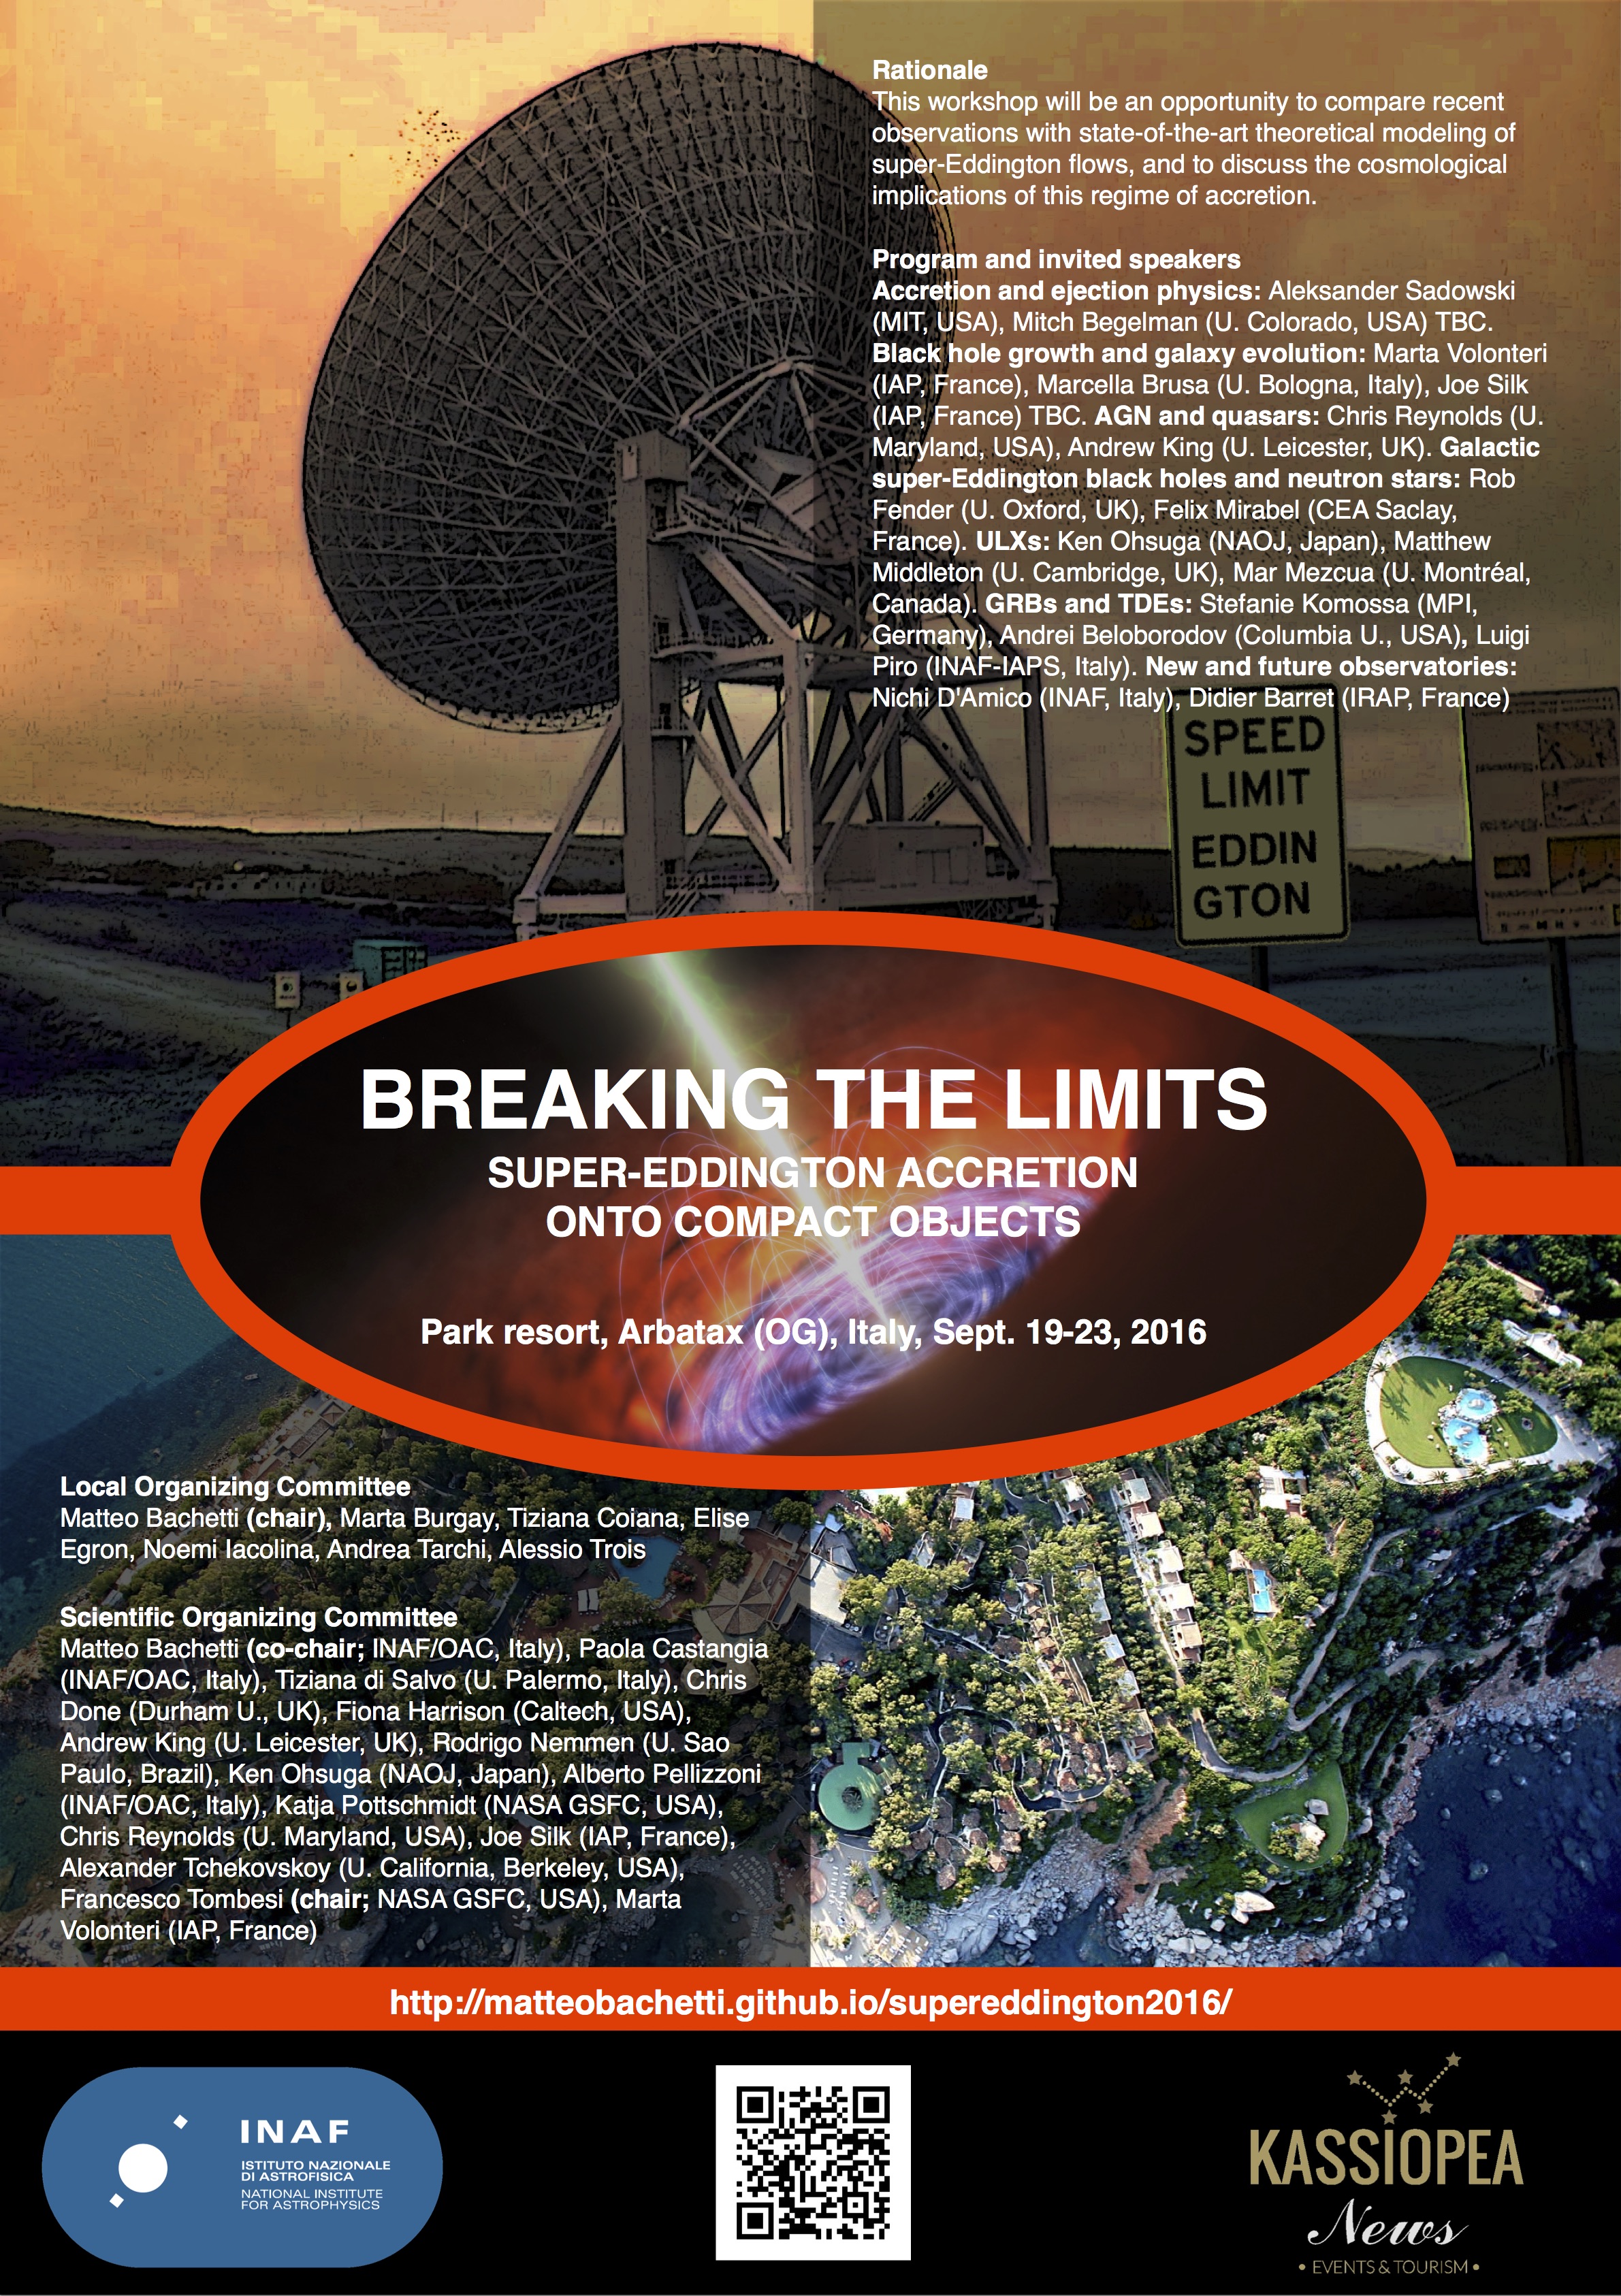 Rationale
This workshop will be an opportunity to compare recent
observations with state-of-the-art theoretical modeling of
super-Eddington flows, and to discuss the cosmological
implications of this regime of accretion.
Program and invited speakers
Accretion and ejection physics: Aleksander Sadowski
(MIT, USA), Mitch Begelman (U. Colorado, USA) TBC.
Black hole growth and galaxy evolution: Marta Volonteri
(IAP, France), Marcella Brusa (U. Bologna, Italy), Joe Silk
(IAP, France) TBC. AGN and quasars: Chris Reynolds (U.
Maryland, USA), Andrew King (U. Leicester, UK). Galactic
super-Eddington black holes and neutron stars: Rob
Fender (U. Oxford, UK), Felix Mirabel (CEA Saclay,
France). ULXs: Ken Ohsuga (NAOJ, Japan), Matthew
Middleton (U. Cambridge, UK), Mar Mezcua (U. Montréal,
Canada). GRBs and TDEs: Stefanie Komossa (MPI,
Germany), Andrei Beloborodov (Columbia U., USA), Luigi
Piro (INAF-IAPS, Italy). New and future observatories:
Nichi D'Amico (INAF, Italy), Didier Barret (IRAP, France)
SPEED
LIMIT
EDDIN
GTON
BREAKING THE LIMITS
SUPER-EDDINGTON ACCRETION
ONTO COMPACT OBJECTS
Park resort, Arbatax (OG), Italy, Sept. 19-23, 2016
Local Organizing Committee
Matteo Bachetti (chair), Marta Burgay, Tiziana Coiana, Elise
Egron, Noemi Iacolina, Andrea Tarchi, Alessio Trois
Scientific Organizing Committee
Matteo Bachetti (co-chair; INAF/OAC, Italy), Paola Castangia
(INAF/OAC, Italy), Tiziana di Salvo (U. Palermo, Italy), Chris
Done (Durham U., UK), Fiona Harrison (Caltech, USA),
Andrew King (U. Leicester, UK), Rodrigo Nemmen (U. Sao
Paulo, Brazil), Ken Ohsuga (NAOJ, Japan), Alberto Pellizzoni
(INAF/OAC, Italy), Katja Pottschmidt (NASA GSFC, USA),
Chris Reynolds (U. Maryland, USA), Joe Silk (IAP, France),
Alexander Tchekovskoy (U. California, Berkeley, USA),
Francesco Tombesi (chair; NASA GSFC, USA), Marta
Volonteri (IAP, France)
http://matteobachetti.github.io/supereddington2016/
INAF
ISTITUTO NAZIONALE
DI ASTROFISICA
NATIONAL INSTITUTE
FOR ASTROPHYSICS
KASSIOPEA
News
• EVENTS & TOURISM •